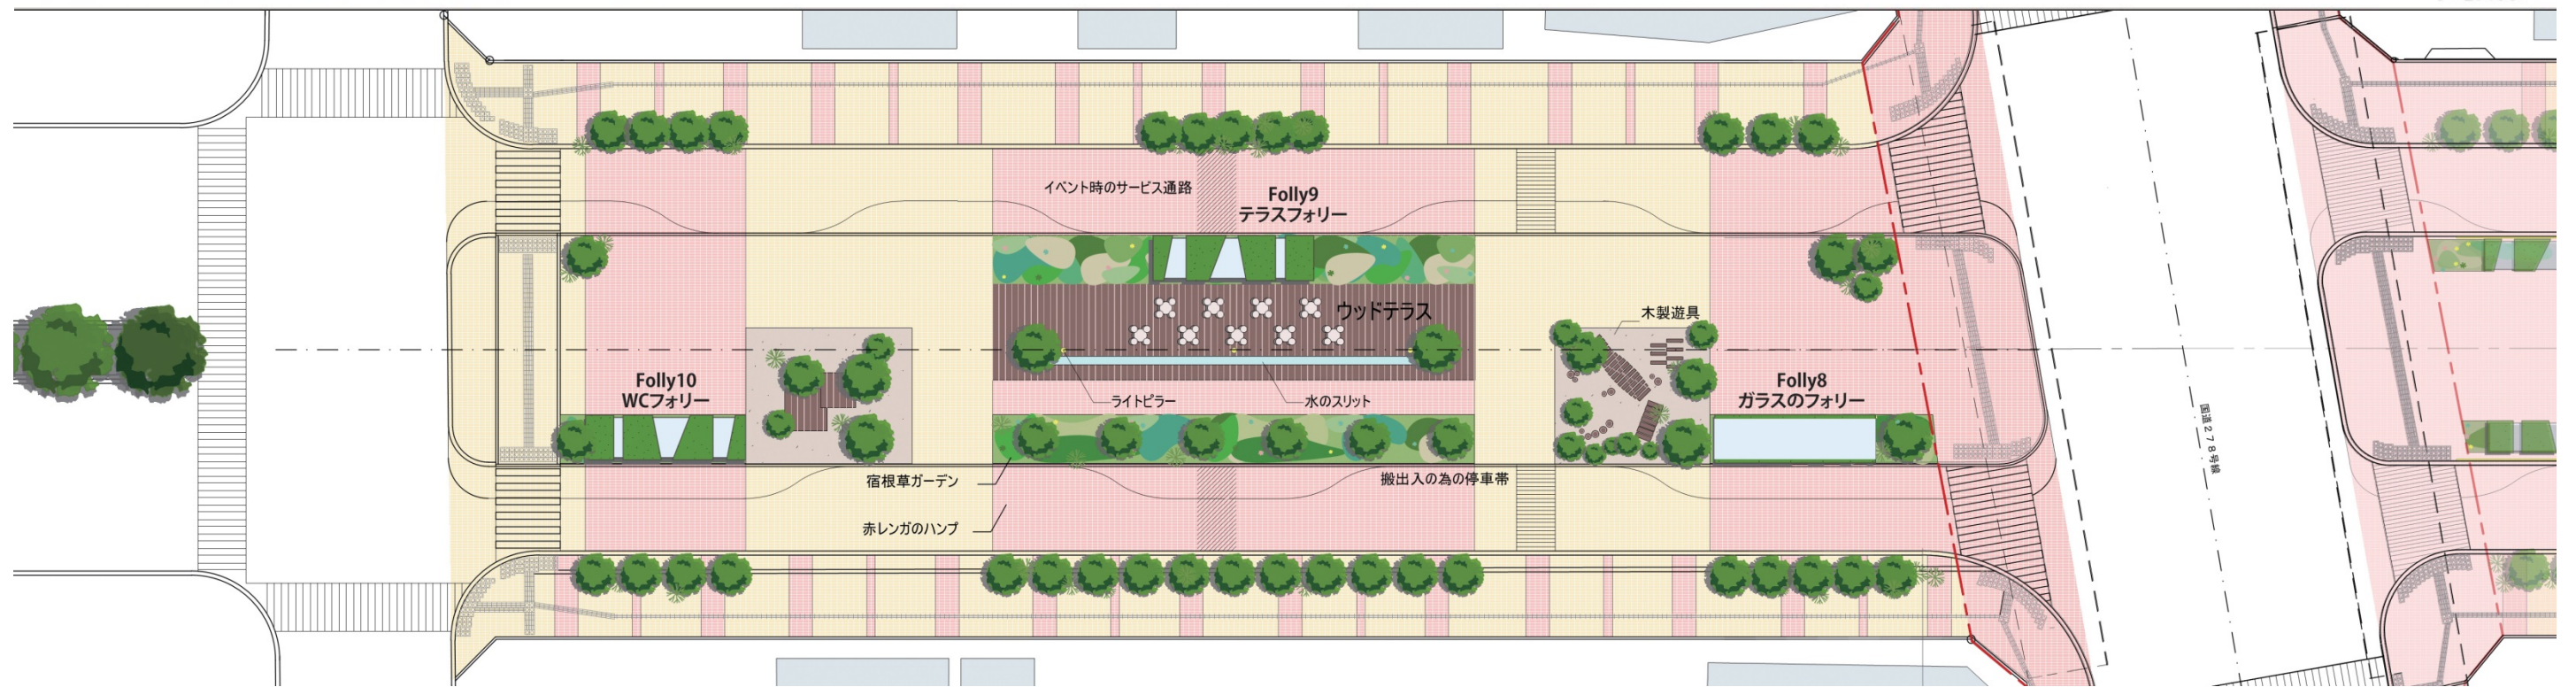 イベント時のサービス通路
Folly9
テラスフォリー
ウッドテラス
木製遊具
Folly10
WCフォリー
ライトピラー
水のスリット
Folly8
ガラスのフォリー
国道278号線
宿根草ガーデン
搬出入の為の停車帯
赤レンガのハンプ